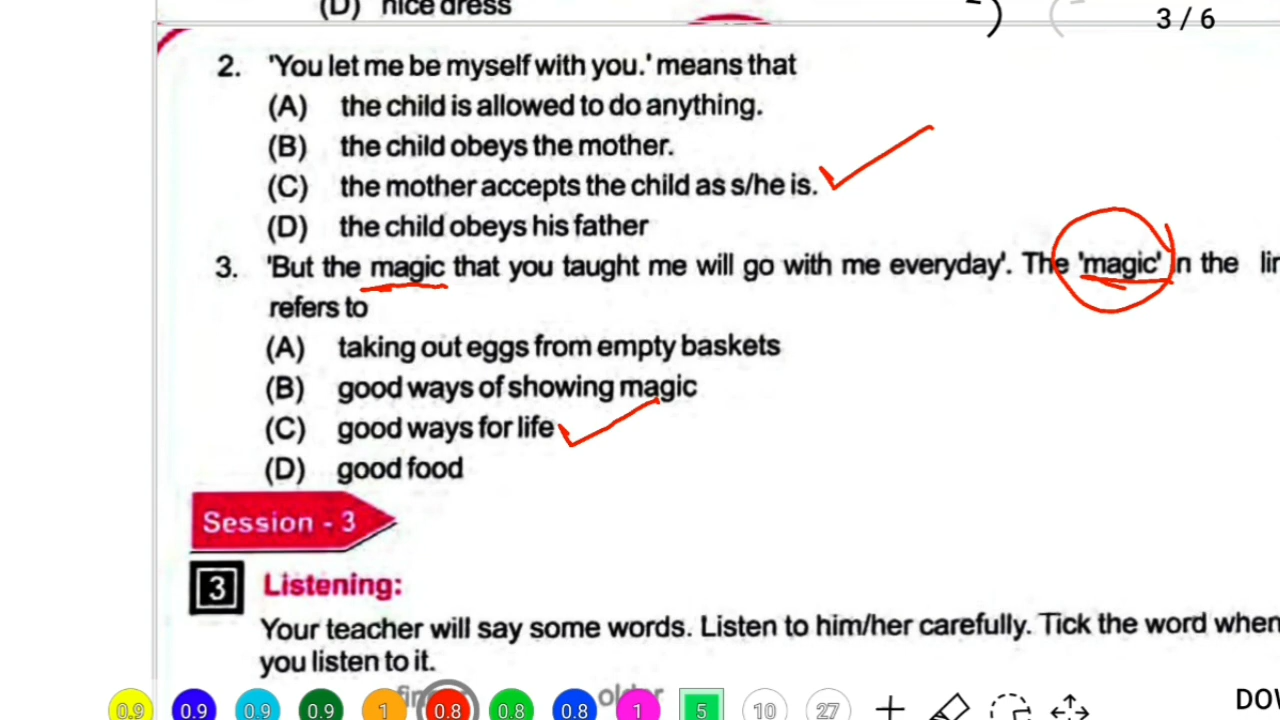 (D) nice dress
3 / 6
2. 'You let me be myself with you.' means that
(A) the child is allowed to do anything.
(B) the child obeys the mother.
(C) the mother accepts the child as s/he is.
(D) the child obeys his father
3. 'But the magic that you taught me will go with me everyday'. The 'magic' in the
refers to
(A) taking out eggs from empty baskets
(B) good ways of showing magic
(C) good ways for life
(D) good food
Session - 3
3 Listening:
Your teacher will say some words. Listen to him/her carefully. Tick the word when
you listen to it.
older
0.9 0.9 0.9 0.9 1 0.8 0.8 0.8 1 5 10 27